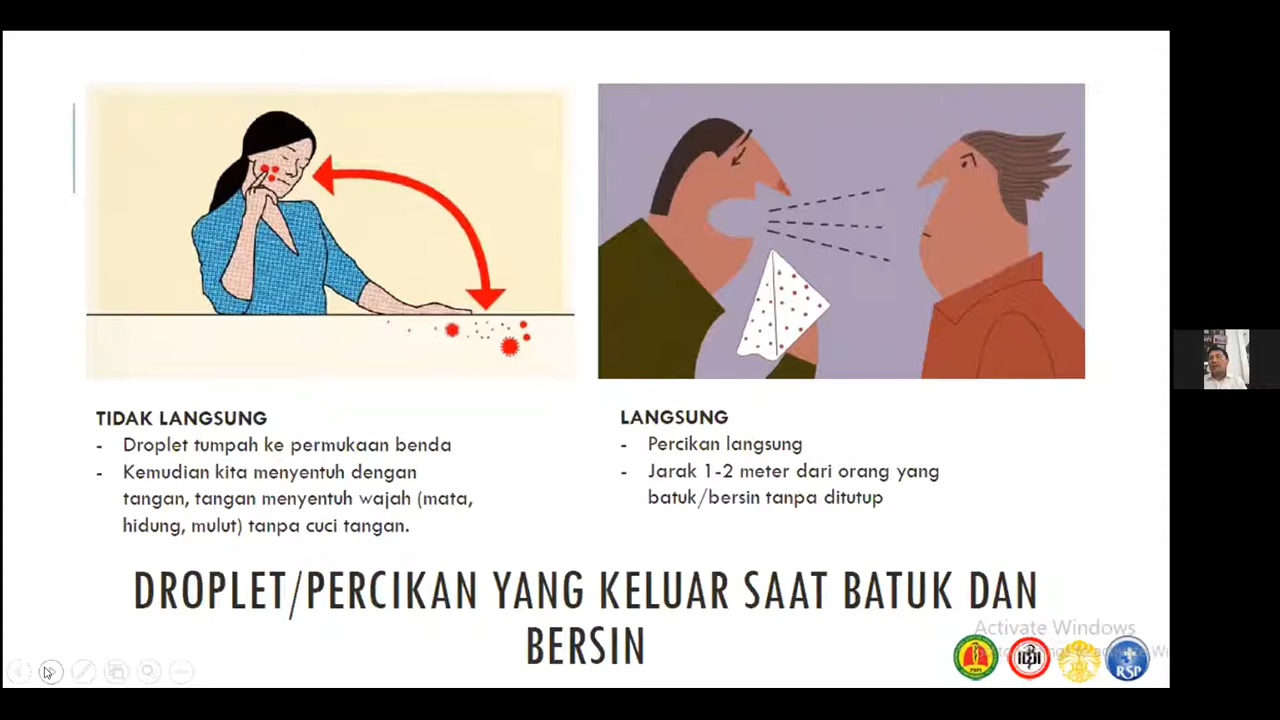 TIDAK LANGSUNG
- Droplet tumpah ke permukaan benda
- Kemudian kita menyentuh dengan
tangan, tangan menyentuh wajah (mata,
hidung, mulut) tanpa cuci tangan.
LANGSUNG
- Percikan langsung
- Jarak 1-2 meter dari orang yang
batuk/bersin tanpa ditutup
DROPLET/PERCIKAN YANG KELUAR SAAT BATUK DAN
BERSIN
Activate Windows
IDI
RSP